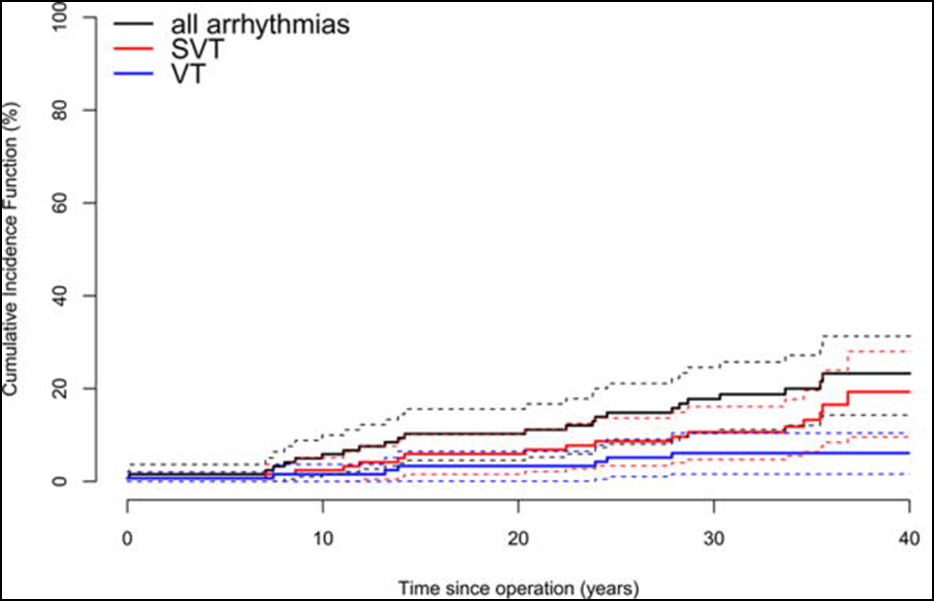 all arrhythmias
SVT
VT
Cumulative Incidence Function (%)
100
80
60
40
20
0
0 10 20 30 40
Time since operation (years)